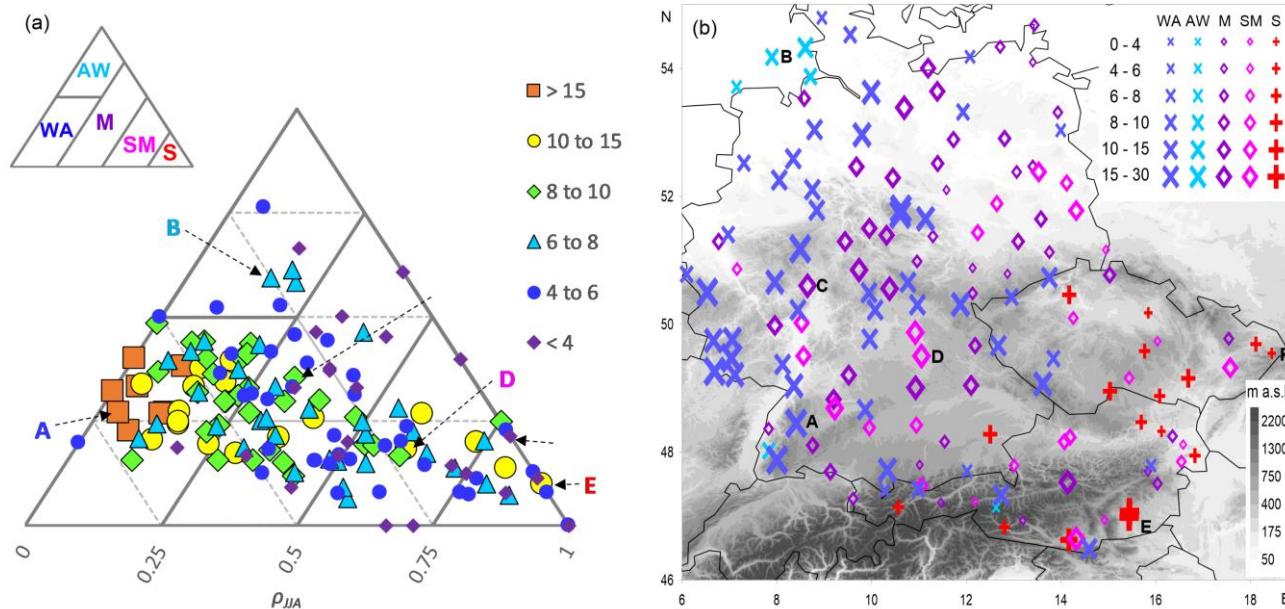 (a)
AW
WA
M
SM
S
> 15
10 to 15
8 to 10
6 to 8
4 to 6
< 4
B
A
D
E
0
0.25
0.5
0.75
1
ρJJA
(b)
N
54
52
50
48
46
6
8
10
12
14
16
18
E
WA AW M SM S
0 - 4
4 - 6
6 - 8
8 - 10
10 - 15
15 - 30
B
C
D
A
E
m a.s.l
2200
1300
750
400
175
50